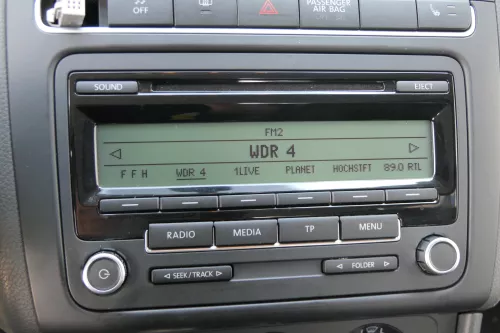 OFF
PASSENGER
AIR BAG
SOUND
EJECT
FM2
WDR 4
F F H WDR 4 1LIVE PLANET HOCHSTFT 89.0 RTL
RADIO MEDIA TP MENU
SEEK/TRACK
FOLDER